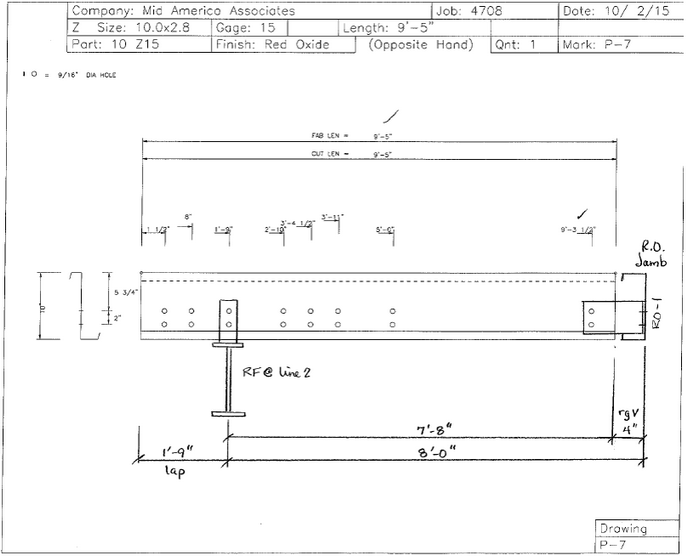 Company: Mid America Associates Job: 4708 Date: 10/ 2/15
Z Size: 10.0x2.8 Gage: 15 Length: 9'-5"
Part: 10 Z15 Finish: Red Oxide (Opposite Hand) Qnt: 1 Mark: P-7
1 O = 9/16" DIA HOLE
FAB LEN = 9'-5"
CUT LEN = 9'-5"
1 1/2" 8" 1'-9" 2'-10" 3'-4 1/2" 3'-11" 5'-0" 9'-3 1/2"
R.O.
Jamb
10" 5 3/4"
2"
RO-1
RF@ line 2
rgv
7'-8" 4"
1'-9" 8'-0"
lap
Drawing
P-7